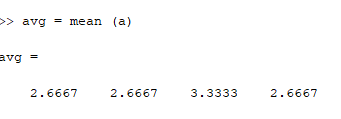 >> avg = mean (a)
avg =
2.6667 2.6667 3.3333 2.6667